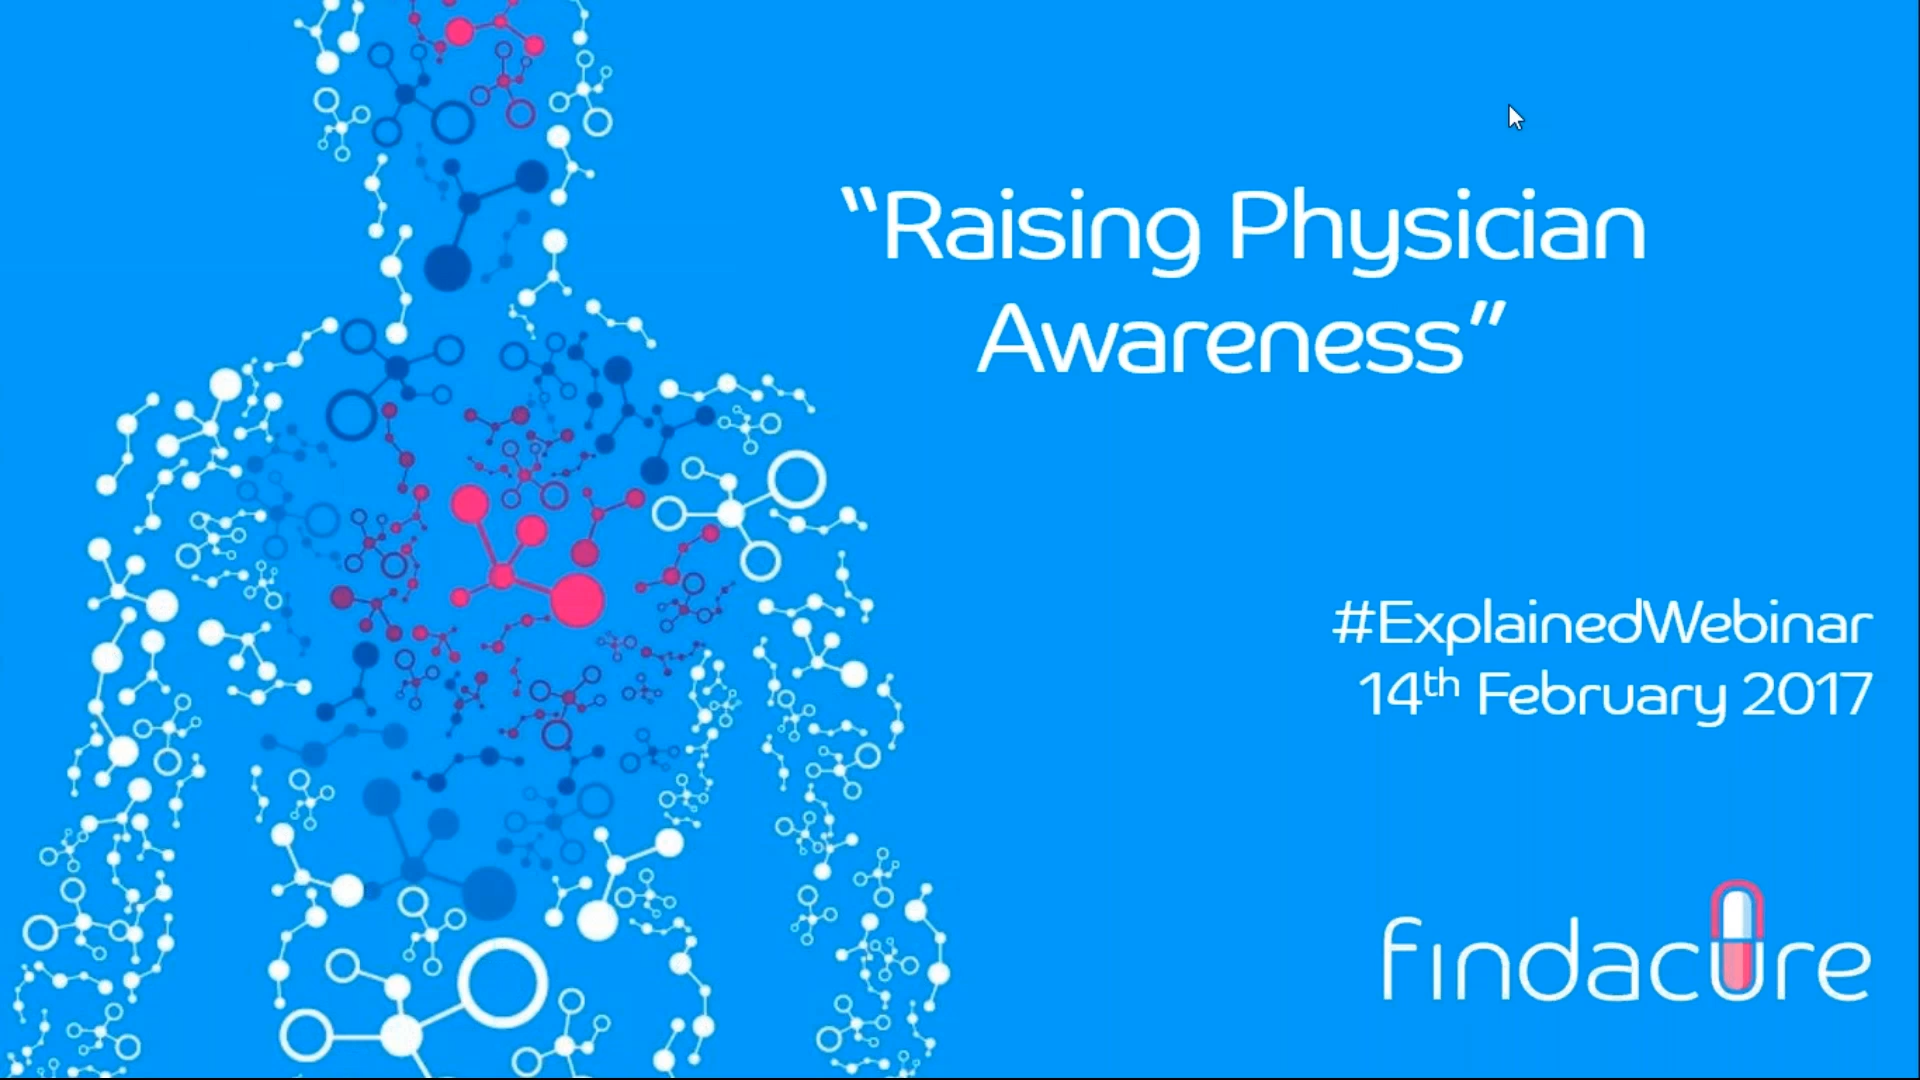 “Raising Physician
Awareness”
#ExplainedWebinar
14th February 2017
findacure